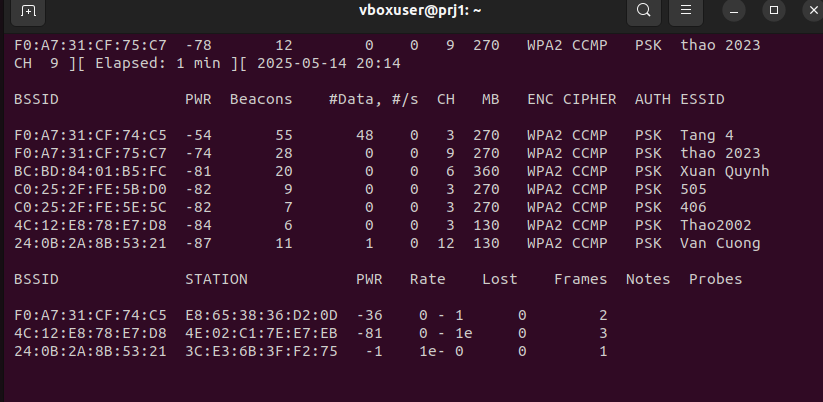 vboxuser@prj1: ~
F0:A7:31:CF:75:C7  -78       12        0    0   9  270   WPA2 CCMP   PSK  thao 2023
CH  9 ][ Elapsed: 1 min ][ 2025-05-14 20:14
BSSID              PWR  Beacons    #Data, #/s  CH   MB   ENC CIPHER  AUTH ESSID
F0:A7:31:CF:74:C5  -54       55       48    0   3  270   WPA2 CCMP   PSK  Tang 4
F0:A7:31:CF:75:C7  -74       28        0    0   9  270   WPA2 CCMP   PSK  thao 2023
BC:BD:84:01:B5:FC  -81       20        0    0   6  360   WPA2 CCMP   PSK  Xuan Quynh
C0:25:2F:FE:5B:D0  -82        9        0    0   3  270   WPA2 CCMP   PSK  505
C0:25:2F:FE:5E:5C  -82        7        0    0   3  270   WPA2 CCMP   PSK  406
4C:12:E8:78:E7:D8  -84        6        0    0   3  130   WPA2 CCMP   PSK  Thao2002
24:0B:2A:8B:53:21  -87       11        1    0  12  130   WPA2 CCMP   PSK  Van Cuong
BSSID              STATION            PWR   Rate    Lost    Frames  Notes  Probes
F0:A7:31:CF:74:C5  E8:65:38:36:D2:0D  -36    0 - 1      0        2
4C:12:E8:78:E7:D8  4E:02:C1:7E:E7:EB  -81    0 - 1e     0        3
24:0B:2A:8B:53:21  3C:E3:6B:3F:F2:75   -1    1e- 0      0        1